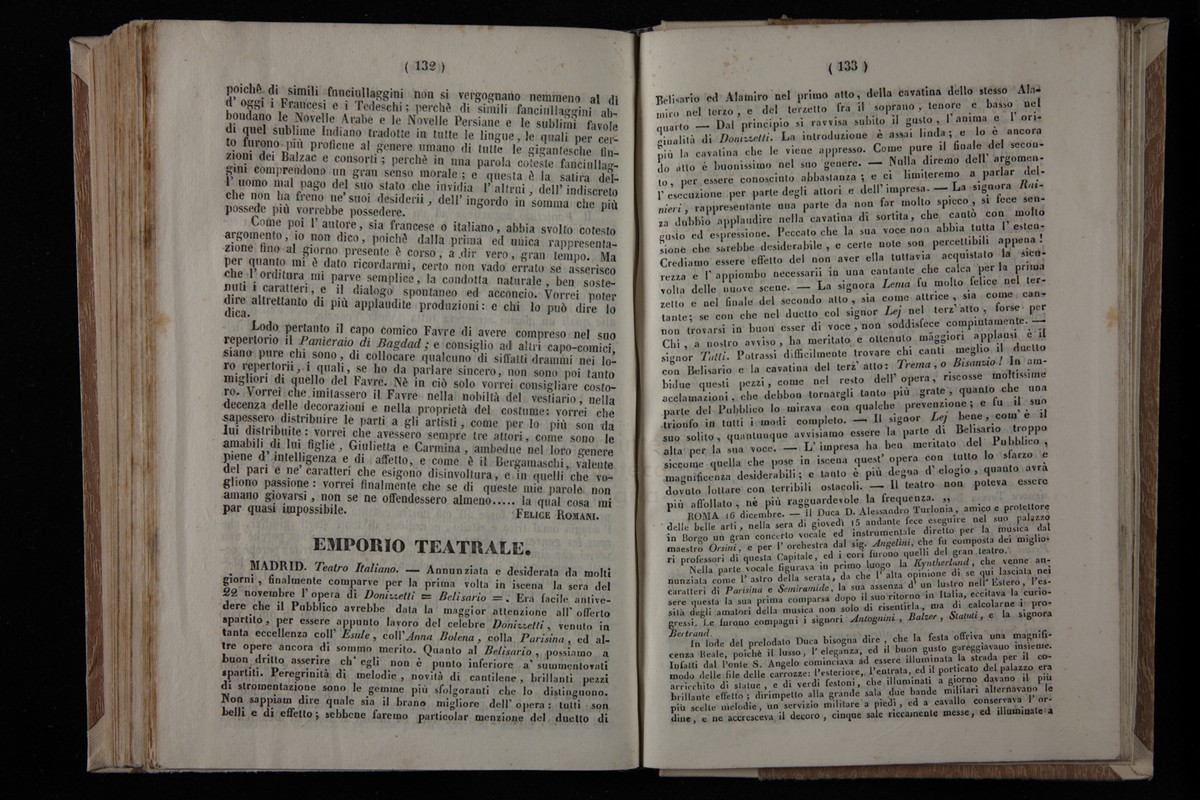 ( 132 )
poichè di simili fanciullaggini non si vergognano nemmeno al dì
d' oggi i Francesi e i Tedeschi; perchè di simili fanciullaggini ab-
bondano le Novelle Arabe e le Novelle Persiane e le sublimi favole
di quel sublime Indiano tradotte in tutte le lingue, le quali per cer-
to furono più proficue al genere umano di tutte le gigantesche fin-
zioni dei Balzac e consorti; perchè in una parola coteste fanciullag-
gini comprendono un gran senso morale; e questa è la satira del-
l' uomo mal pago del suo stato che invidia l' altrui, dell' indiscreto
che non ha freno ne' suoi desiderii, dell' ingordo in somma che più
possede più vorrebbe possedere.
Come poi l' autore, sia francese o italiano, abbia svolto cotesto
argomento, io non dico, poichè dalla prima ed unica rappresenta-
zione fino al giorno presente è corso, a dir vero, gran tempo. Ma
per quanto mi è dato ricordarmi, certo non vado errato se asserisco
che l' orditura mi parve semplice, la condotta naturale, ben soste-
nuti i caratteri, e il dialogo spontaneo ed acconcio. Vorrei poter
dire altrettanto di più applaudite produzioni: e chi lo può dire lo
dica.
Lodo pertanto il capo comico Favre di avere compreso nel suo
repertorio il Panieraio di Bagdad; e consiglio ad altri capo-comici,
siano pure chi sono, di collocare qualcuno di siffatti drammi nei lo-
ro repertorii, i quali, se ho da parlare sincero, non sono poi tanto
migliori di quello del Favre. Nè in ciò solo vorrei consigliare costo-
ro. Vorrei che imitassero il Favre nella nobiltà del vestiario, nella
decenza delle decorazioni e nella proprietà del costume: vorrei che
sapessero distribuire le parti a gli artisti, come per lo più son da
lui distribuite: vorrei che avessero sempre tre attori, come sono le
amabili di lui figlie, Giulietta e Carmina, ambedue nel loro genere
piene d' intelligenza e di affetto, e come è il Bergamaschi, valente
del pari e ne' caratteri che esigono disinvoltura, e in quelli che vo-
gliono passione: vorrei finalmente che se di queste mie parole non
amano giovarsi, non se ne offendessero almeno..... la qual cosa mi
par quasi impossibile. FELICE ROMANI.
EMPORIO TEATRALE.
MADRID. Teatro Italiano. — Annunziata e desiderata da molti
giorni, finalmente comparve per la prima volta in iscena la sera del
22 novembre l' opera di Donizzetti = Belisario =. Era facile antive-
dere che il Pubblico avrebbe data la maggior attenzione all' offerto
spartito, per essere appunto lavoro del celebre Donizzetti, venuto in
tanta eccellenza coll' Esule, coll' Anna Bolena, colla Parisina, ed al-
tre opere ancora di sommo merito. Quanto al Belisario, possiamo a
buon dritto asserire ch' egli non è punto inferiore a' summentovati
spartiti. Peregrinità di melodie, novità di cantilene, brillanti pezzi
di stromentazione sono le gemme più sfolgoranti che lo distinguono.
Non sappiam dire quale sia il brano migliore dell' opera: tutti son
belli e di effetto; sebbene faremo particolar menzione del duetto di
( 133 )
Belisario ed Alamiro nel primo atto, della cavatina dello stesso Ala-
miro nel terzo, e del terzetto fra il soprano, tenore e basso nel
quarto — Dal principio si ravvisa subito il gusto, l' anima e l' ori-
ginalità di Donizzetti. La introduzione è assai linda; e lo è ancora
più la cavatina che le viene appresso. Come pure il finale del secon-
do atto è buonissimo nel suo genere. — Nulla diremo dell' argomen-
to, per essere conosciuto abbastanza; e ci limiteremo a parlar del-
l' esecuzione per parte degli attori e dell' impresa. — La signora Rai-
nieri, rappresentante una parte da non far molto spicco, si fece sen-
za dubbio applaudire nella cavatina di sortita, che cantò con molto
gusto ed espressione. Peccato che la sua voce non abbia tutta l' esten-
sione che sarebbe desiderabile, e certe note son percettibili appena!
Crediamo essere effetto del non aver ella tuttavia acquistato la sicu-
rezza e l' appiombo necessarii in una cantante che calca per la prima
volta delle nuove scene. — La signora Lema fu molto felice nel ter-
zetto e nel finale del secondo atto, sia come attrice, sia come can-
tante; se con che nel duetto col signor Lej nel terz' atto, forse per
non trovarsi in buon esser di voce, non soddisfece compiutamente. —
Chi, a nostro avviso, ha meritato e ottenuto maggiori applausi è il
signor Tatti. Potrassi difficilmente trovare chi canti meglio il duetto
con Belisario e la cavatina del terz' atto: Trema, o Bisanzio! In am-
bidue questi pezzi, come nel resto dell' opera, riscosse moltissime
acclamazioni, che debbon tornargli tanto più grate, quanto che una
parte del Pubblico lo mirava con qualche prevenzione; e fu il suo
trionfo in tutti i modi completo. — Il signor Lej bene, com' è il
suo solito, quantunque avvisiamo essere la parte di Belisario troppo
alta per la sua voce. — L' impresa ha ben meritato del Pubblico,
siccome quella che pose in iscena quest' opera con tutto lo sfarzo e
magnificenza desiderabili; e tanto è più degna d' elogio, quanto avrà
dovuto lottare con terribili ostacoli. — Il teatro non poteva essere
più affollato, nè più ragguardevole la frequenza. „
ROMA 16 dicembre. — Il Duca D. Alessandro Turlonia, amico e protettore
delle belle arti, nella sera di giovedì 15 andante fece eseguire nel suo palazzo
in Borgo un gran concerto vocale ed instrumentale diretto per la musica dal
maestro Orsini, e per l' orchestra dal sig. Angelini, che fu composta dei miglio-
ri professori di questa Capitale, ed i cori furono quelli del gran teatro.
Nella parte vocale figurava in primo luogo la Kyntherland, che venne an-
nunziata come l' astro della serata, da che l' alta opinione di se qui lasciata nei
caratteri di Parisina e Semiramide, la sua assenza d' un lustro nell' Estero, l' es-
sere questa la sua prima comparsa dopo il suo ritorno in Italia, eccitava la curio-
sità degli amatori della musica non solo di risentirla, ma di calcolarne i pro-
gressi. Le furono compagni i signori Antognini, Balzer, Statuti, e la signora
Bertrand.
In lode del prelodato Duca bisogna dire, che la festa offriva una magnifi-
cenza Reale, poichè il lusso, l' eleganza, ed il buon gusto gareggiavano insieme.
Infatti dal Ponte S. Angelo cominciava ad essere illuminata la strada per il co-
modo delle file delle carrozze: l'esteriore, l'entrata, ed il porticato del palazzo era
arricchito di statue, e di verdi festoni, che illuminati a giorno davano il più
brillante effetto; dirimpetto alla grande sala due bande militari alternavano le
più scelte melodie, un servizio militare a piedi, ed a cavallo conservava l' or-
dine, e ne accresceva il decoro, cinque sale riccamente messe, ed illuminate a